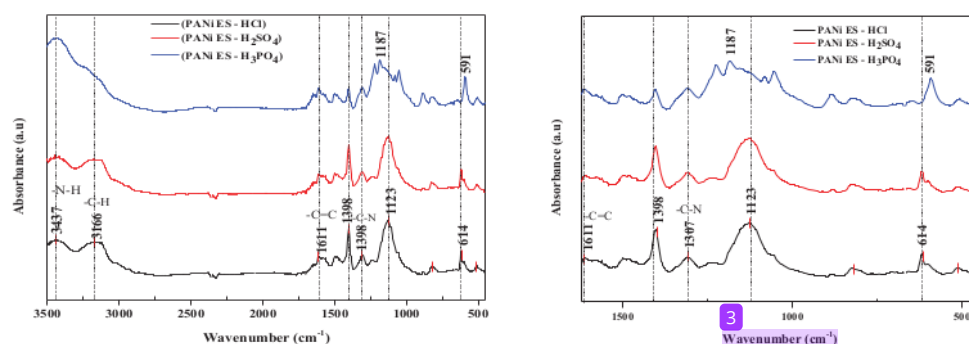 (PANi ES - HCl)
(PANi ES - H2SO4)
(PANi ES - H3PO4)
1187
591
-N-H
3437
-C-H
3166
-C=C
1611
1398
-C-N
1398
1123
614
Absorbance (a.u)
3500 3000 2500 2000 1500 1000 500
Wavenumber (cm-1)
PANi ES - HCl
PANi ES - H2SO4
PANi ES - H3PO4
1187
591
-C=C
1611
1398
-C-N
1307
1123
614
Absorbance (a.u)
1500 1000 500
3
Wavenumber (cm-1)